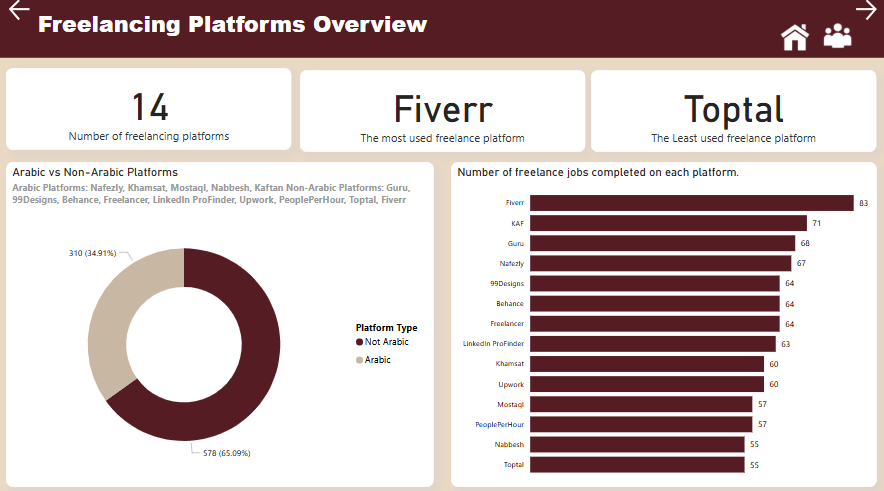 Freelancing Platforms Overview
14
Number of freelancing platforms
Fiverr
The most used freelance platform
Toptal
The Least used freelance platform
Arabic vs Non-Arabic Platforms
Arabic Platforms: Nafezly, Khamsat, Mostaql, Nabbesh, Kaftan Non-Arabic Platforms: Guru,
99Designs, Behance, Freelancer, LinkedIn ProFinder, Upwork, PeoplePerHour, Toptal, Fiverr
310 (34.91%)
578 (65.09%)
Platform Type
Not Arabic
Arabic
Number of freelance jobs completed on each platform.
Fiverr 83
KAF 71
Guru 68
Nafezly 67
99Designs 64
Behance 64
Freelancer 64
LinkedIn ProFinder 63
Khamsat 60
Upwork 60
Mostaql 57
PeoplePerHour 57
Nabbesh 55
Toptal 55